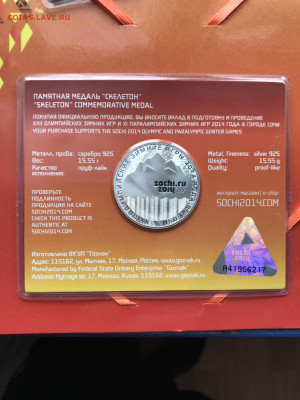 COINS.SU
ПАМЯТНАЯ МЕДАЛЬ "СКЕЛЕТОН"
"SKELETON" COMMEMORATIVE MEDAL
ПОКУПАЯ ОФИЦИАЛЬНУЮ ПРОДУКЦИЮ, ВЫ ВНОСИТЕ ВКЛАД В ПОДГОТОВКУ И ПРОВЕДЕНИЕ
XXII ОЛИМПИЙСКИХ ЗИМНИХ ИГР И XI ПАРАЛИМПИЙСКИХ ЗИМНИХ ИГР 2014 ГОДА В ГОРОДЕ СОЧИ
YOUR PURCHASE SUPPORTS THE SOCHI 2014 OLYMPIC AND PARALYMPIC WINTER GAMES
Металл, проба: серебро 925
Вес: 15,55 г
Качество: пруф-лайк
исполнения
Metal, fineness: silver 925
Weight: 15,55 g
Quality: proof-like
sochi.ru
2014
ПРОВЕРЬТЕ
ПОДЛИННОСТЬ
ПРОДУКЦИИ НА САЙТЕ
SOCHI2014.COM
CHECK THIS PRODUCT IS
AUTHENTIC AT
SOCHI2014.COM
интернет-магазин | e-shop
SOCHI2014.COM
sochi
2014
A41956217
Изготовлено ФГУП "Гознак"
Адрес: 115162, ул. Мытная, 17, Москва, Россия, www.goznak.ru
Manufactured by Federal State Unitary Enterprise "Goznak"
Address: Mytnaya str. 17, Moscow, Russia, 115162, www.goznak.ru